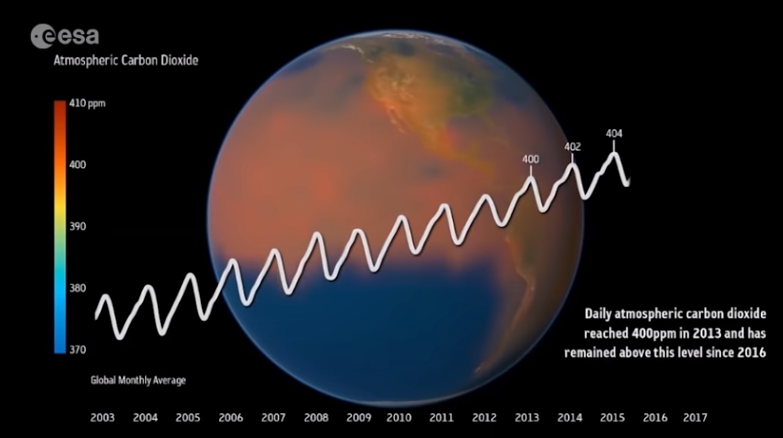 esa
Atmospheric Carbon Dioxide
410 ppm
400
390
380
370
400
402
404
Daily atmospheric carbon dioxide
reached 400ppm in 2013 and has
remained above this level since 2016
Global Monthly Average
2003 2004 2005 2006 2007 2008 2009 2010 2011 2012 2013 2014 2015 2016 2017